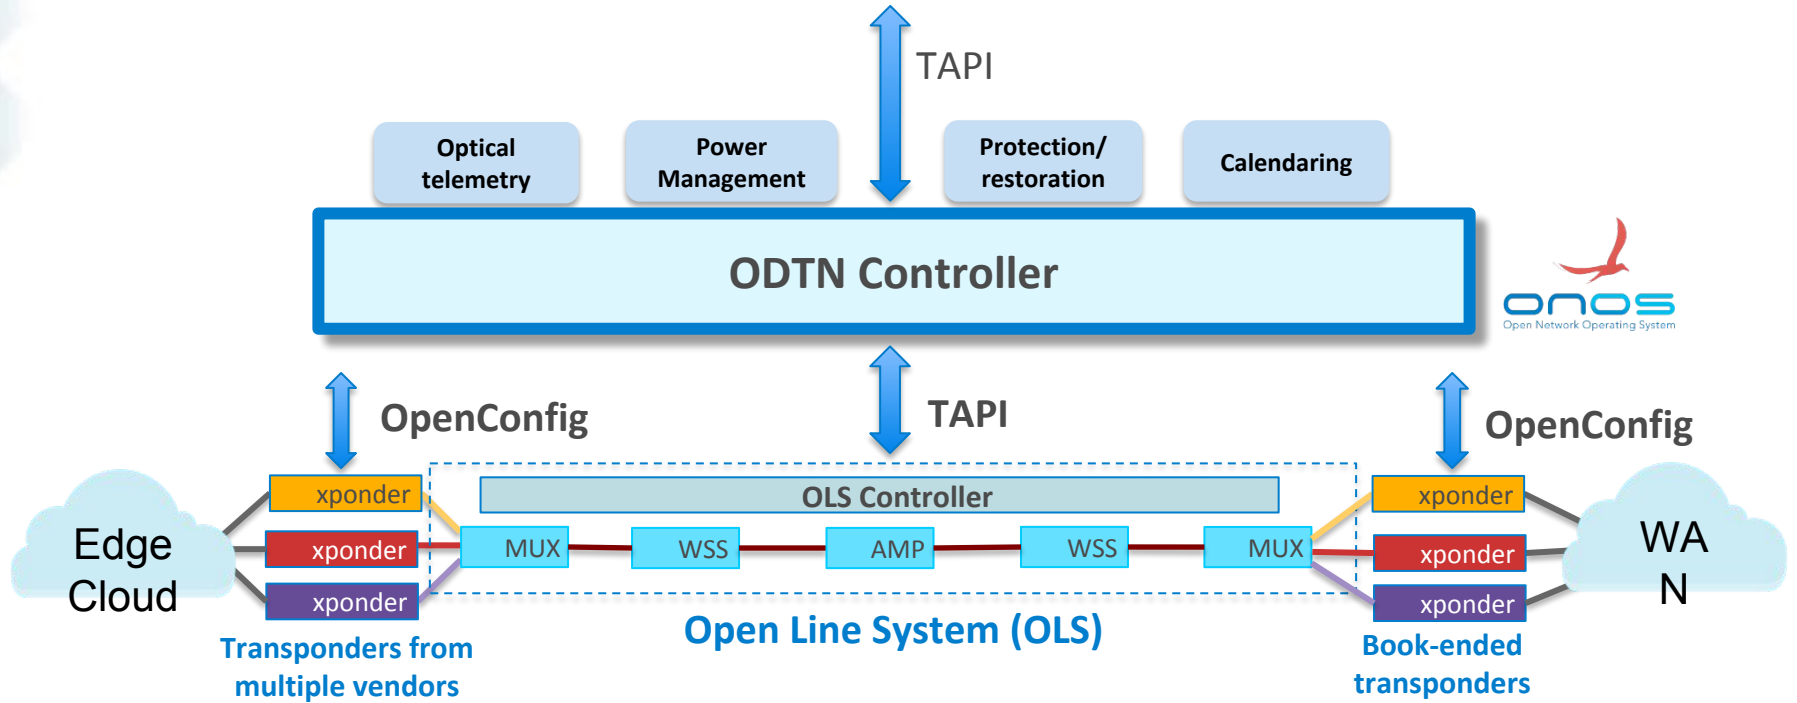 TAPI
Optical
telemetry
Power
Management
Protection/
restoration
Calendaring
ODTN Controller
onos
Open Network Operating System
OpenConfig
TAPI
OpenConfig
Edge
Cloud
xponder
xponder
xponder
OLS Controller
MUX
WSS
AMP
WSS
MUX
xponder
xponder
xponder
WA
N
Transponders from
multiple vendors
Open Line System (OLS)
Book-ended
transponders